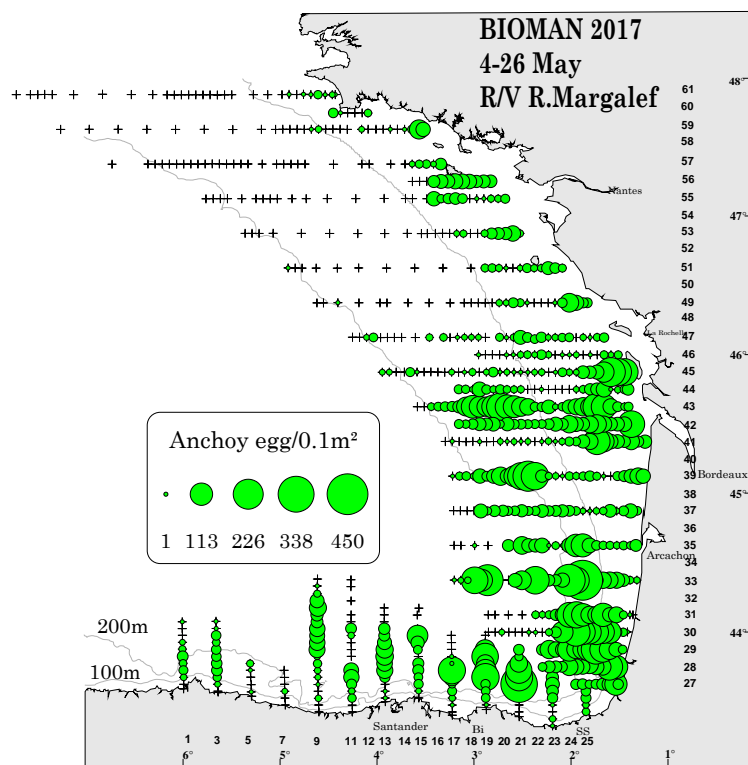 BIOMAN 2017
4-26 May
R/V R.Margalef
48°
61
60
59
58
57
56
Nantes
55
54
47°
53
52
51
50
49
48
La Rochelle
47
46
46°
45
44
43
42
41
40
39
Bordeaux
38
45°
37
36
35
Arcachon
34
33
32
31
30
44°
29
28
27
Anchoy egg/0.1m²
1 113 226 338 450
200m
100m
Santander Bi SS
1 3 5 7 9 11 12 13 14 15 16 17 18 19 20 21 22 23 24 25
6° 5° 4° 3° 2° 1°